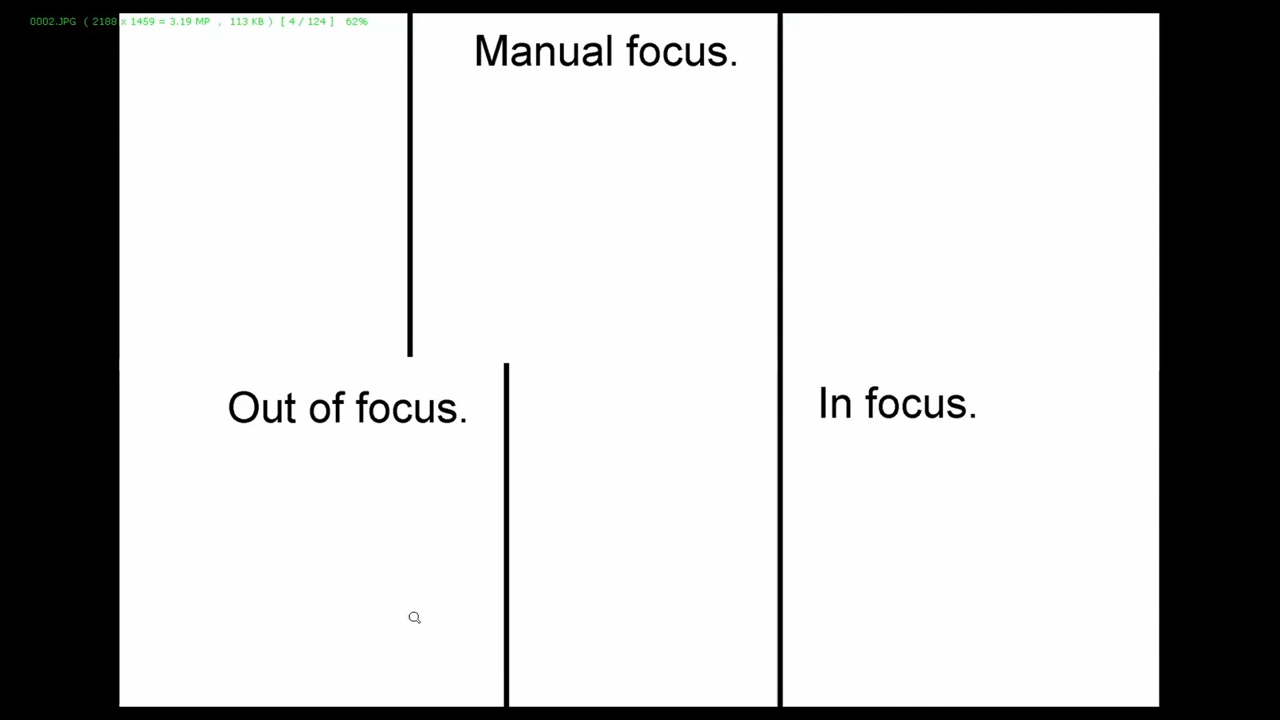 0002.JPG ( 2188 x 1459 = 3.19 MP , 113 KB ) [ 4 / 124 ] 62%
Manual focus.
Out of focus.
In focus.